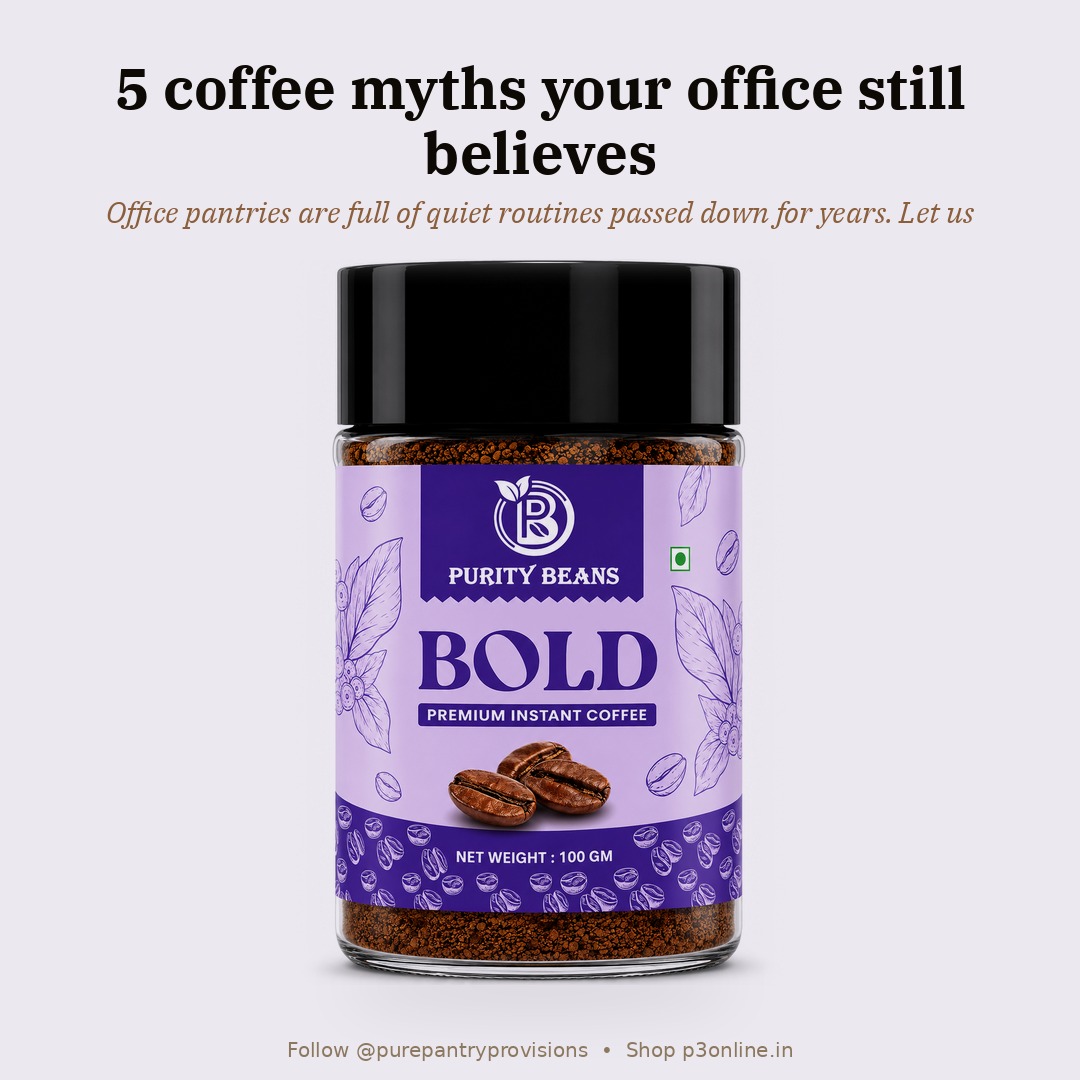 5 coffee myths your office still
believes
Office pantries are full of quiet routines passed down for years. Let us
PURITY BEANS
BOLD
PREMIUM INSTANT COFFEE
NET WEIGHT : 100 GM
Follow @purepantryprovisions • Shop p3online.in